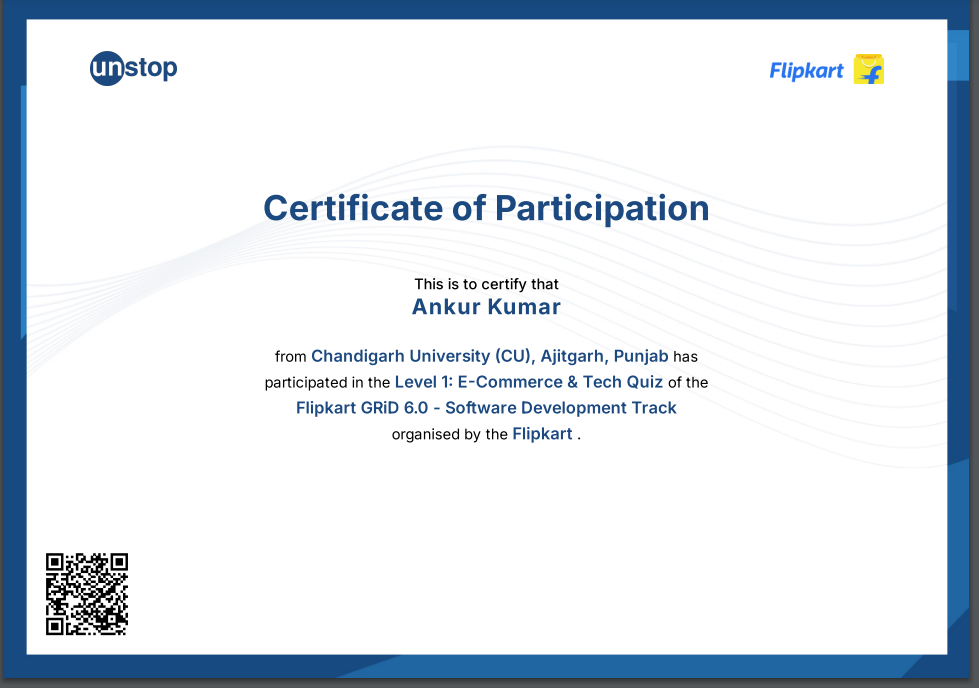 unstop
Flipkart
Certificate of Participation
This is to certify that
Ankur Kumar
from Chandigarh University (CU), Ajitgarh, Punjab has
participated in the Level 1: E-Commerce & Tech Quiz of the
Flipkart GRiD 6.0 - Software Development Track
organised by the Flipkart .